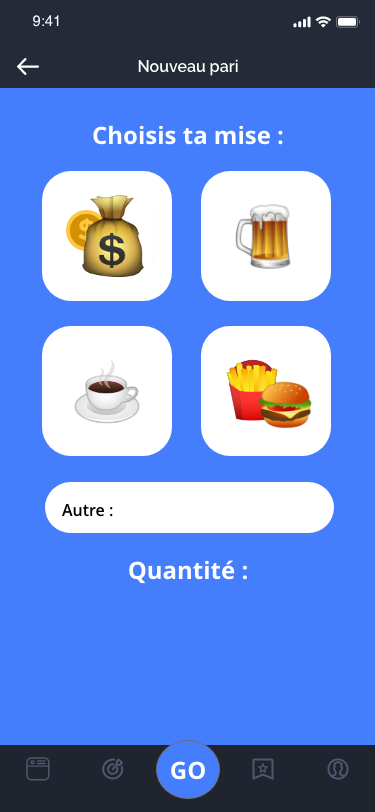 9:41
Nouveau pari
Choisis ta mise :
$
$
Autre :
Quantité :
GO